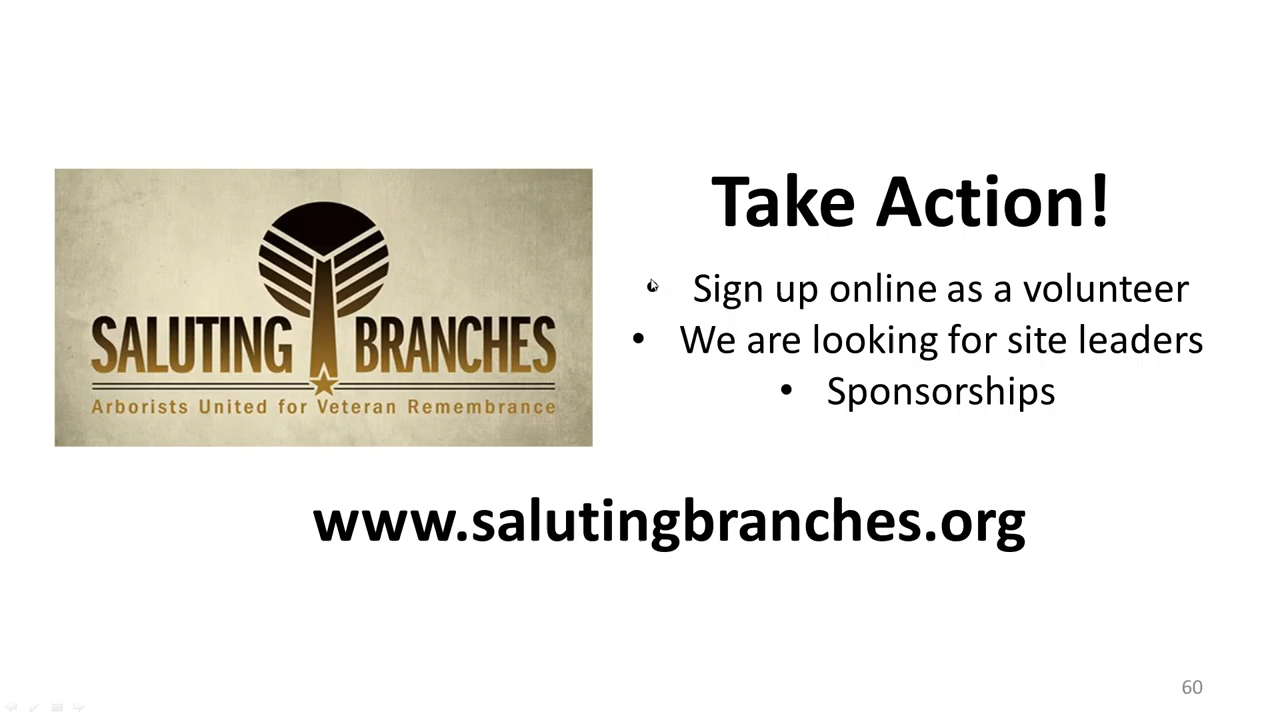 SALUTING BRANCHES
Arborists United for Veteran Remembrance
Take Action!
• Sign up online as a volunteer
• We are looking for site leaders
• Sponsorships
www.salutingbranches.org
60